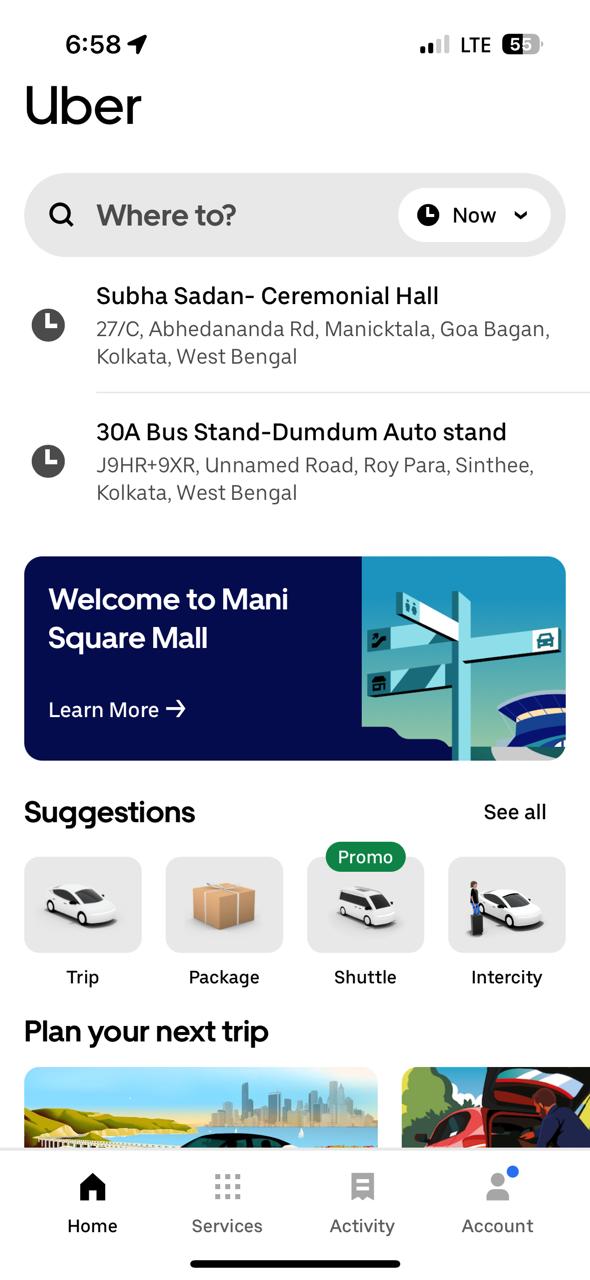 6:58
LTE
55
Uber
Where to?
Now
Subha Sadan- Ceremonial Hall
27/C, Abhedananda Rd, Manicktala, Goa Bagan,
Kolkata, West Bengal
30A Bus Stand-Dumdum Auto stand
J9HR+9XR, Unnamed Road, Roy Para, Sinthee,
Kolkata, West Bengal
Welcome to Mani
Square Mall
Learn More →
Suggestions
See all
Promo
Trip
Package
Shuttle
Intercity
Plan your next trip
Home
Services
Activity
Account